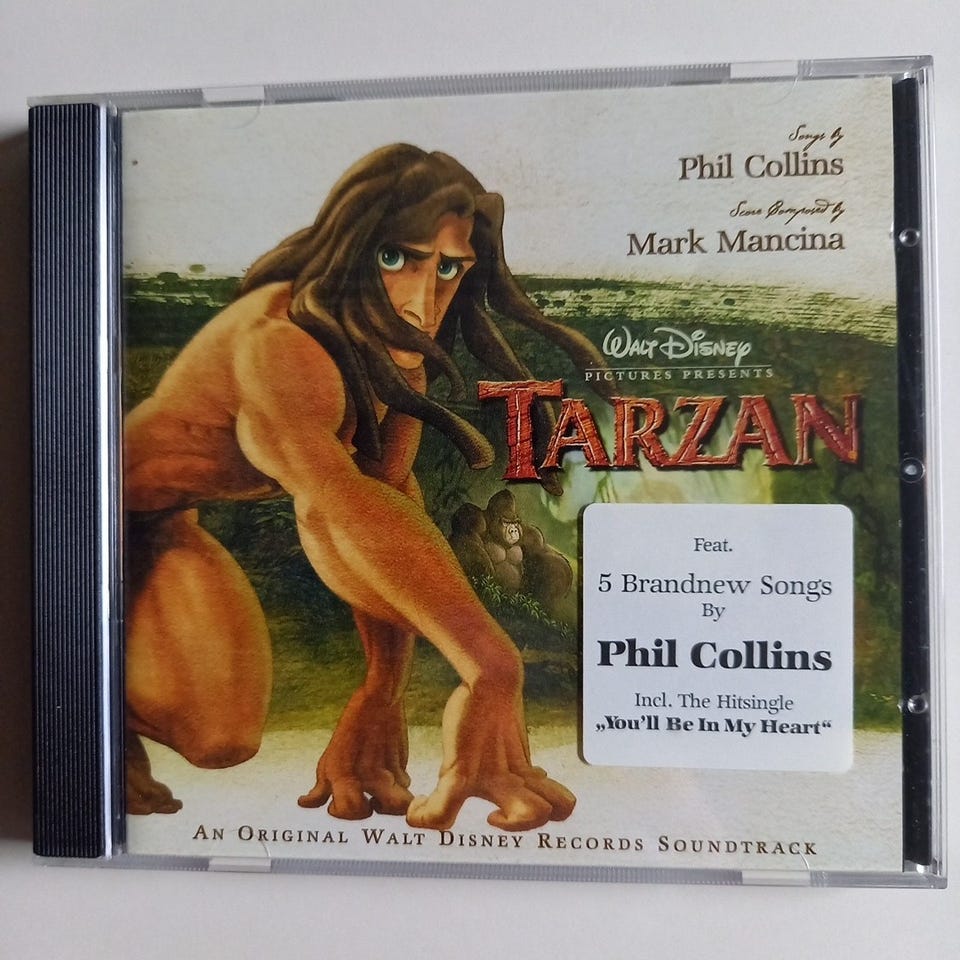 Songs by
Phil Collins
Score Composed by
Mark Mancina
Walt Disney
PICTURES PRESENTS
TARZAN
Feat.
5 Brandnew Songs
By
Phil Collins
Incl. The Hitsingle
„You'll Be In My Heart“
AN ORIGINAL WALT DISNEY RECORDS SOUNDTRACK